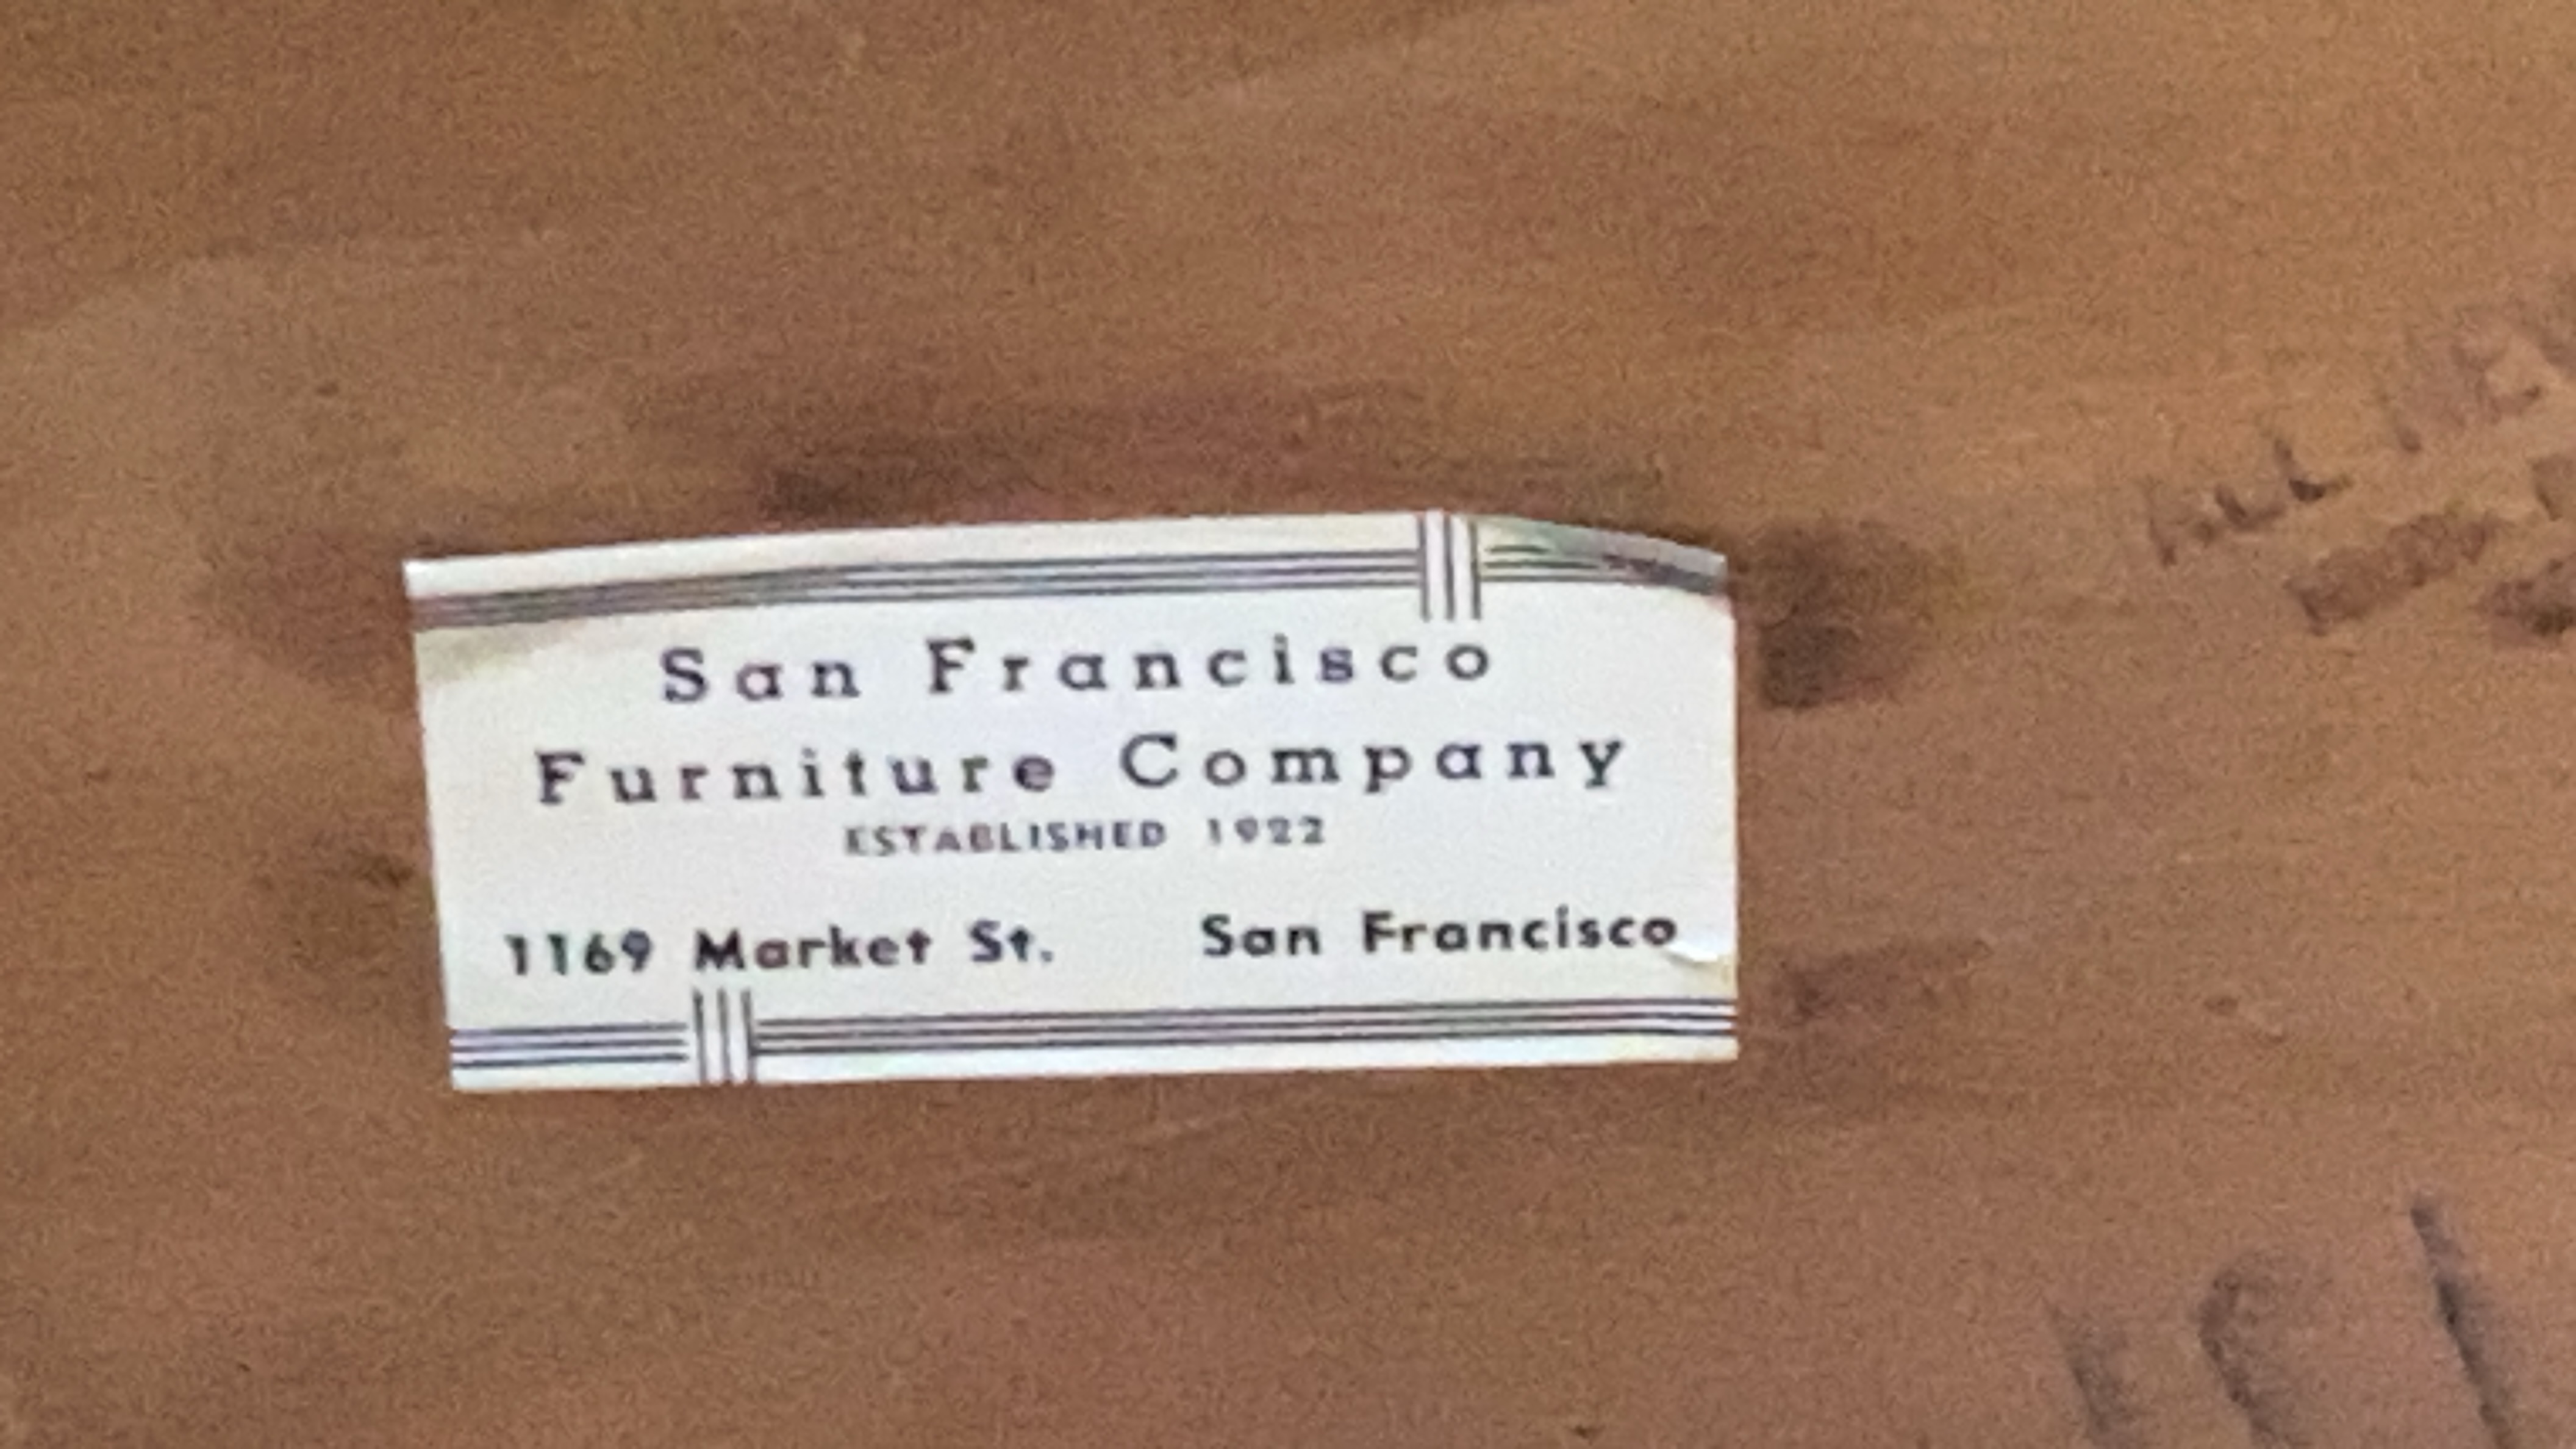 San Francisco
Furniture Company
ESTABLISHED 1922
1169 Market St. San Francisco